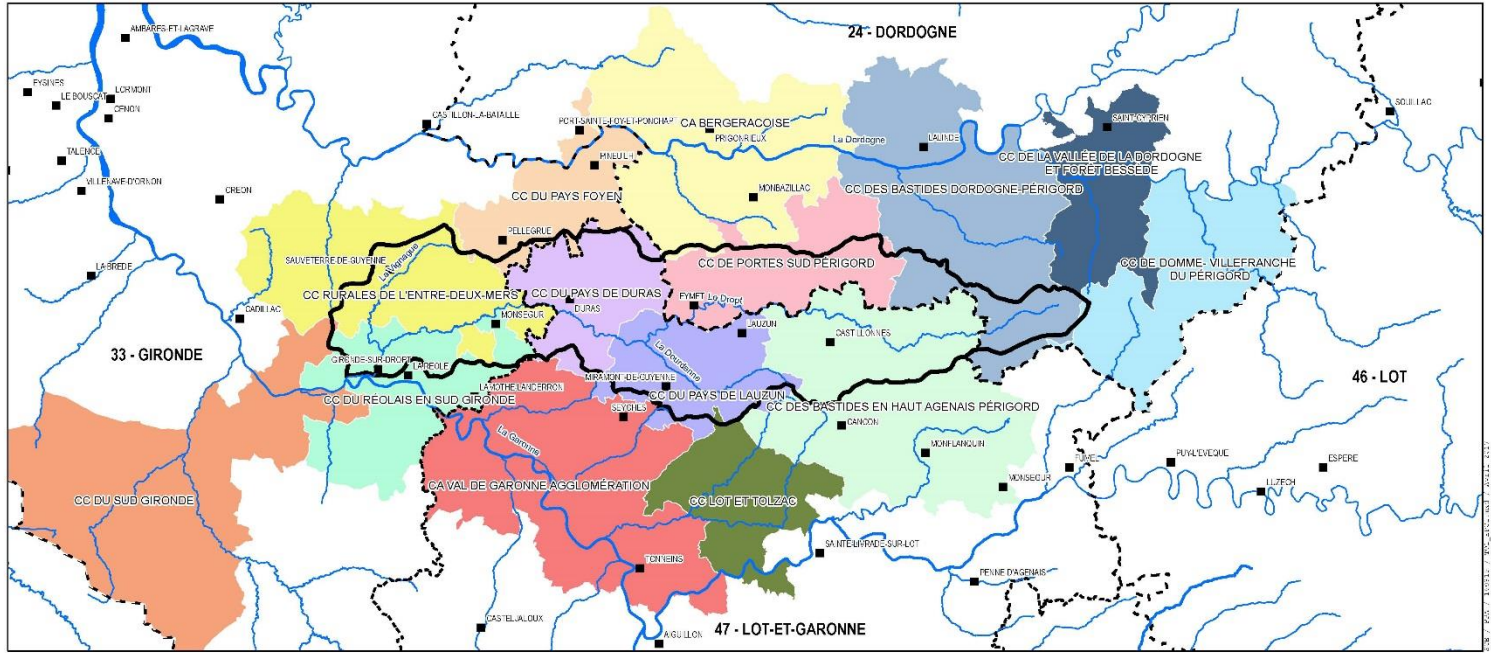 AMBARES-ET-LAGRAVE
24 - DORDOGNE
EYSINES
LE BOUSCAT
LORMONT
CENON
SOUILLAC
CASTILLON-LA-BATAILLE
PORT-SAINTE-FOY-ET-PONCHAPT
CA BERGERACOISE
PRIGONRIEUX
La Dordogne
LALINDE
SAINT-CYPRIEN
TALENCE
PINEUILH
CC DE LA VALLÉE DE LA DORDOGNE
ET FORÊT BESSEDE
VILLENAVE-D'ORNON
CREON
CC DU PAYS FOYEN
MONBAZILLAC
CC DES BASTIDES DORDOGNE-PÉRIGORD
PELLEGRUE
SAUVETERRE-DE-GUYENNE
La Vignague
CC DE PORTES SUD PÉRIGORD
CC DE DOMME- VILLEFRANCHE
DU PÉRIGORD
LA BREDE
CC RURALES DE L'ENTRE-DEUX-MERS
CC DU PAYS DE DURAS
DURAS
EYMET
Le Dropt
CADILLAC
MONSEGUR
LAUZUN
CASTILLONNES
33 - GIRONDE
GIRONDE-SUR-DROPT
LA REOLE
La Dourdenne
46 - LOT
LAMOTHE-LANDERRON
MIRAMONT-DE-GUYENNE
CC DU RÉOLAIS EN SUD GIRONDE
CC DU PAYS DE LAUZUN
CC DES BASTIDES EN HAUT AGENAIS PÉRIGORD
SEYCHES
CANCON
La Garonne
MONFLANQUIN
FUMEL
PUY-L'EVEQUE
ESPERE
CC DU SUD GIRONDE
CA VAL DE GARONNE AGGLOMÉRATION
CC LOT ET TOLZAC
MONSEGUR
LUZECH
SAINTE-LIVRADE-SUR-LOT
TONNEINS
PENNE D'AGENAIS
CASTELJALOUX
47 - LOT-ET-GARONNE
AIGUILLON